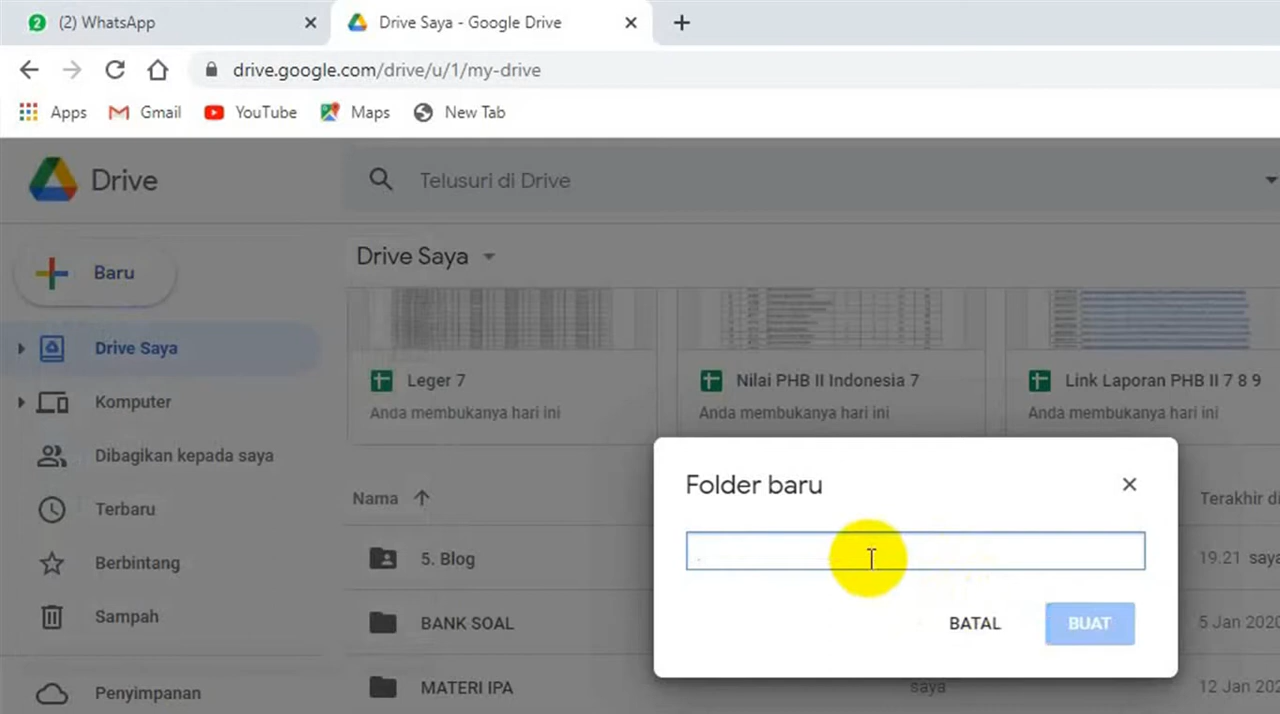 (2) WhatsApp
Drive Saya - Google Drive
drive.google.com/drive/u/1/my-drive
Apps
Gmail
YouTube
Maps
New Tab
Drive
Telusuri di Drive
Baru
Drive Saya
Komputer
Dibagikan kepada saya
Terbaru
Berbintang
Sampah
Penyimpanan
Drive Saya
Leger 7
Anda membukanya hari ini
Nilai PHB II Indonesia 7
Anda membukanya hari ini
Link Laporan PHB II 7 8 9
Anda membukanya hari ini
Nama
Terakhir di
5. Blog
19.21 saya
BANK SOAL
5 Jan 2020
MATERI IPA
saya
12 Jan 202
Folder baru
BATAL
BUAT